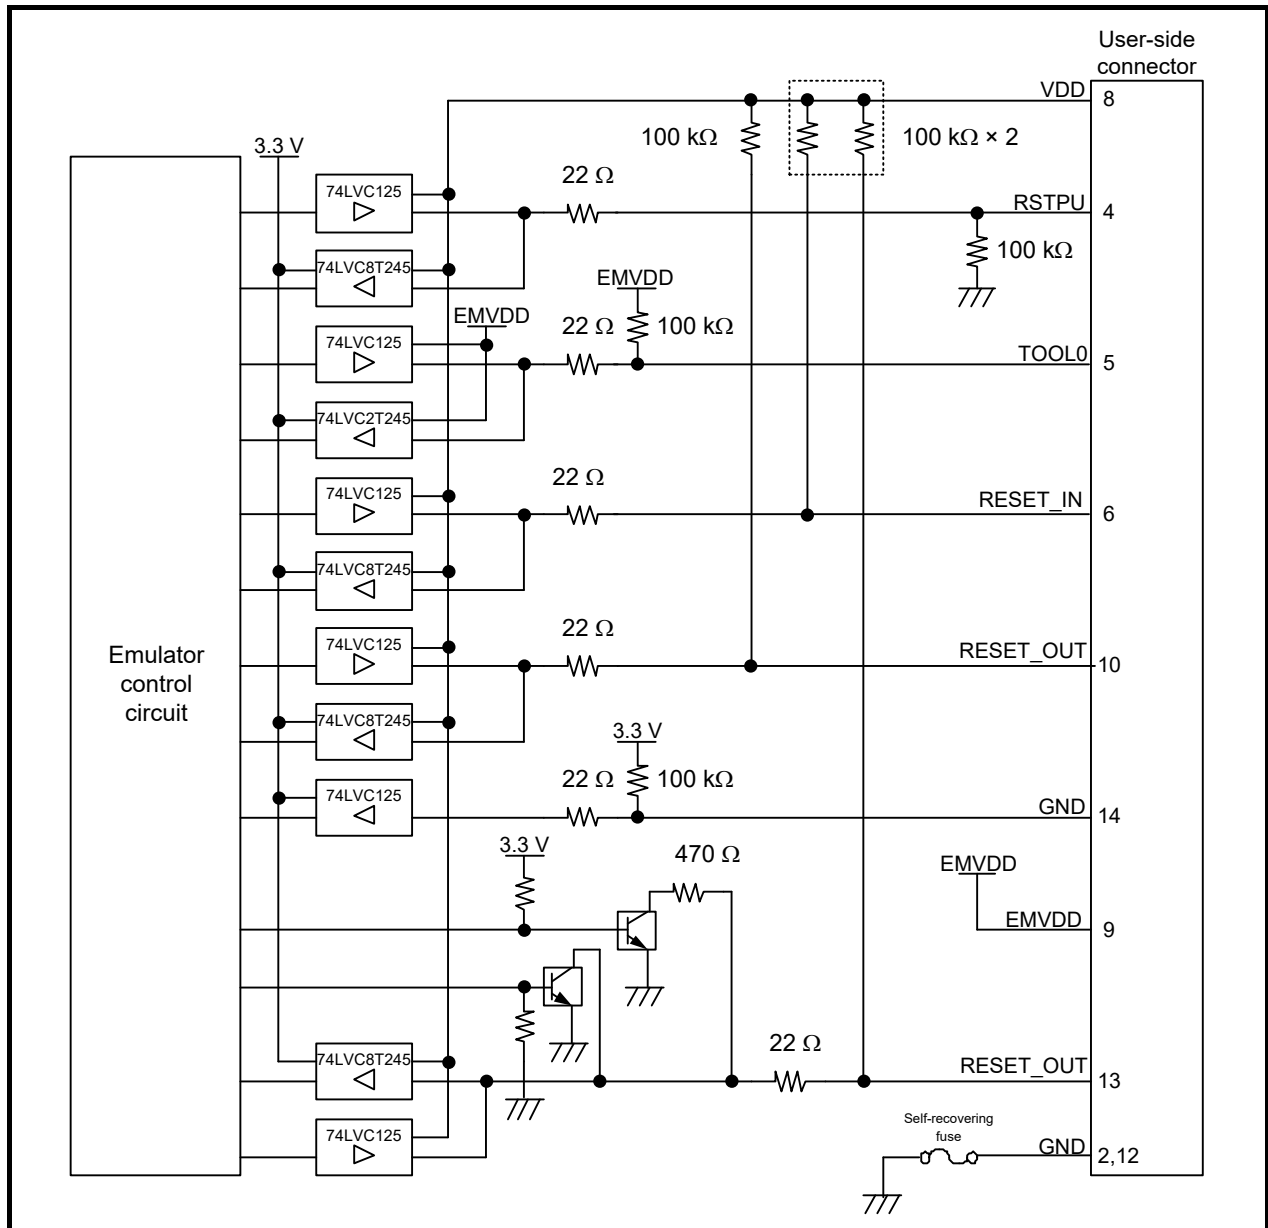 User-side
connector
VDD
8
100 kΩ
100 kΩ × 2
3.3 V
74LVC125
22 Ω
RSTPU
4
100 kΩ
74LVC8T245
EMVDD
EMVDD
74LVC125
22 Ω
100 kΩ
TOOL0
5
74LVC2T245
74LVC125
22 Ω
RESET_IN
6
74LVC8T245
74LVC125
22 Ω
RESET_OUT
10
Emulator
control
circuit
74LVC8T245
3.3 V
74LVC125
22 Ω
100 kΩ
GND
14
3.3 V
470 Ω
EMVDD
EMVDD
9
74LVC8T245
22 Ω
RESET_OUT
13
74LVC125
Self-recovering
fuse
GND
2,12